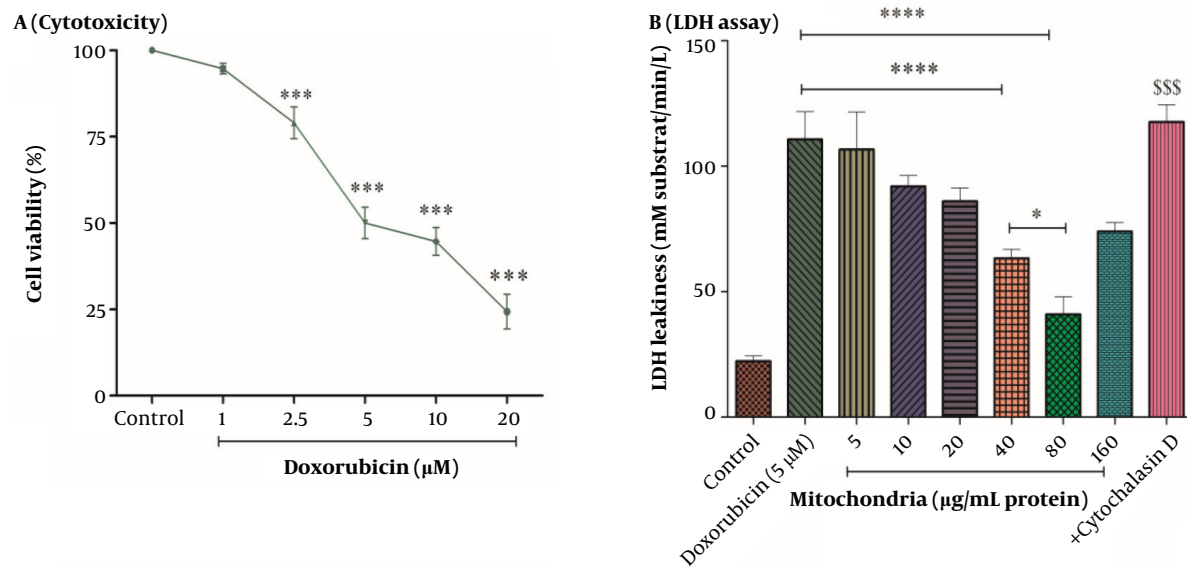 A (Cytotoxicity)
Cell viability (%)
100
75
50
25
0
***
***
***
***
Control 1 2.5 5 10 20
Doxorubicin (μM)
B (LDH assay)
LDH leakiness (mM substrat/min/L)
150
100
50
0
****
****
*
$$$
Control
Doxorubicin (5 μM)
5
10
20
40
80
160
+Cytochalasin D
Mitochondria (μg/mL protein)